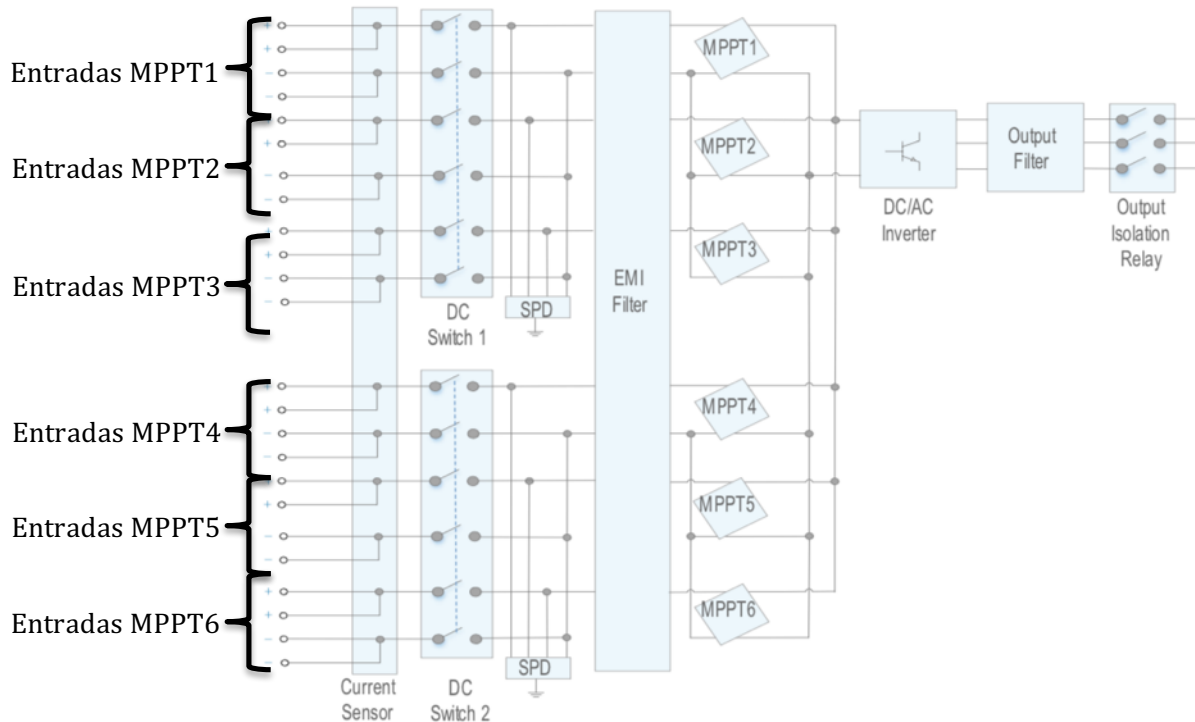 Entradas MPPT1
Entradas MPPT2
Entradas MPPT3
Entradas MPPT4
Entradas MPPT5
Entradas MPPT6
Current
Sensor
DC
Switch 1
DC
Switch 2
SPD
SPD
EMI
Filter
MPPT1
MPPT2
MPPT3
MPPT4
MPPT5
MPPT6
DC/AC
Inverter
Output
Filter
Output
Isolation
Relay